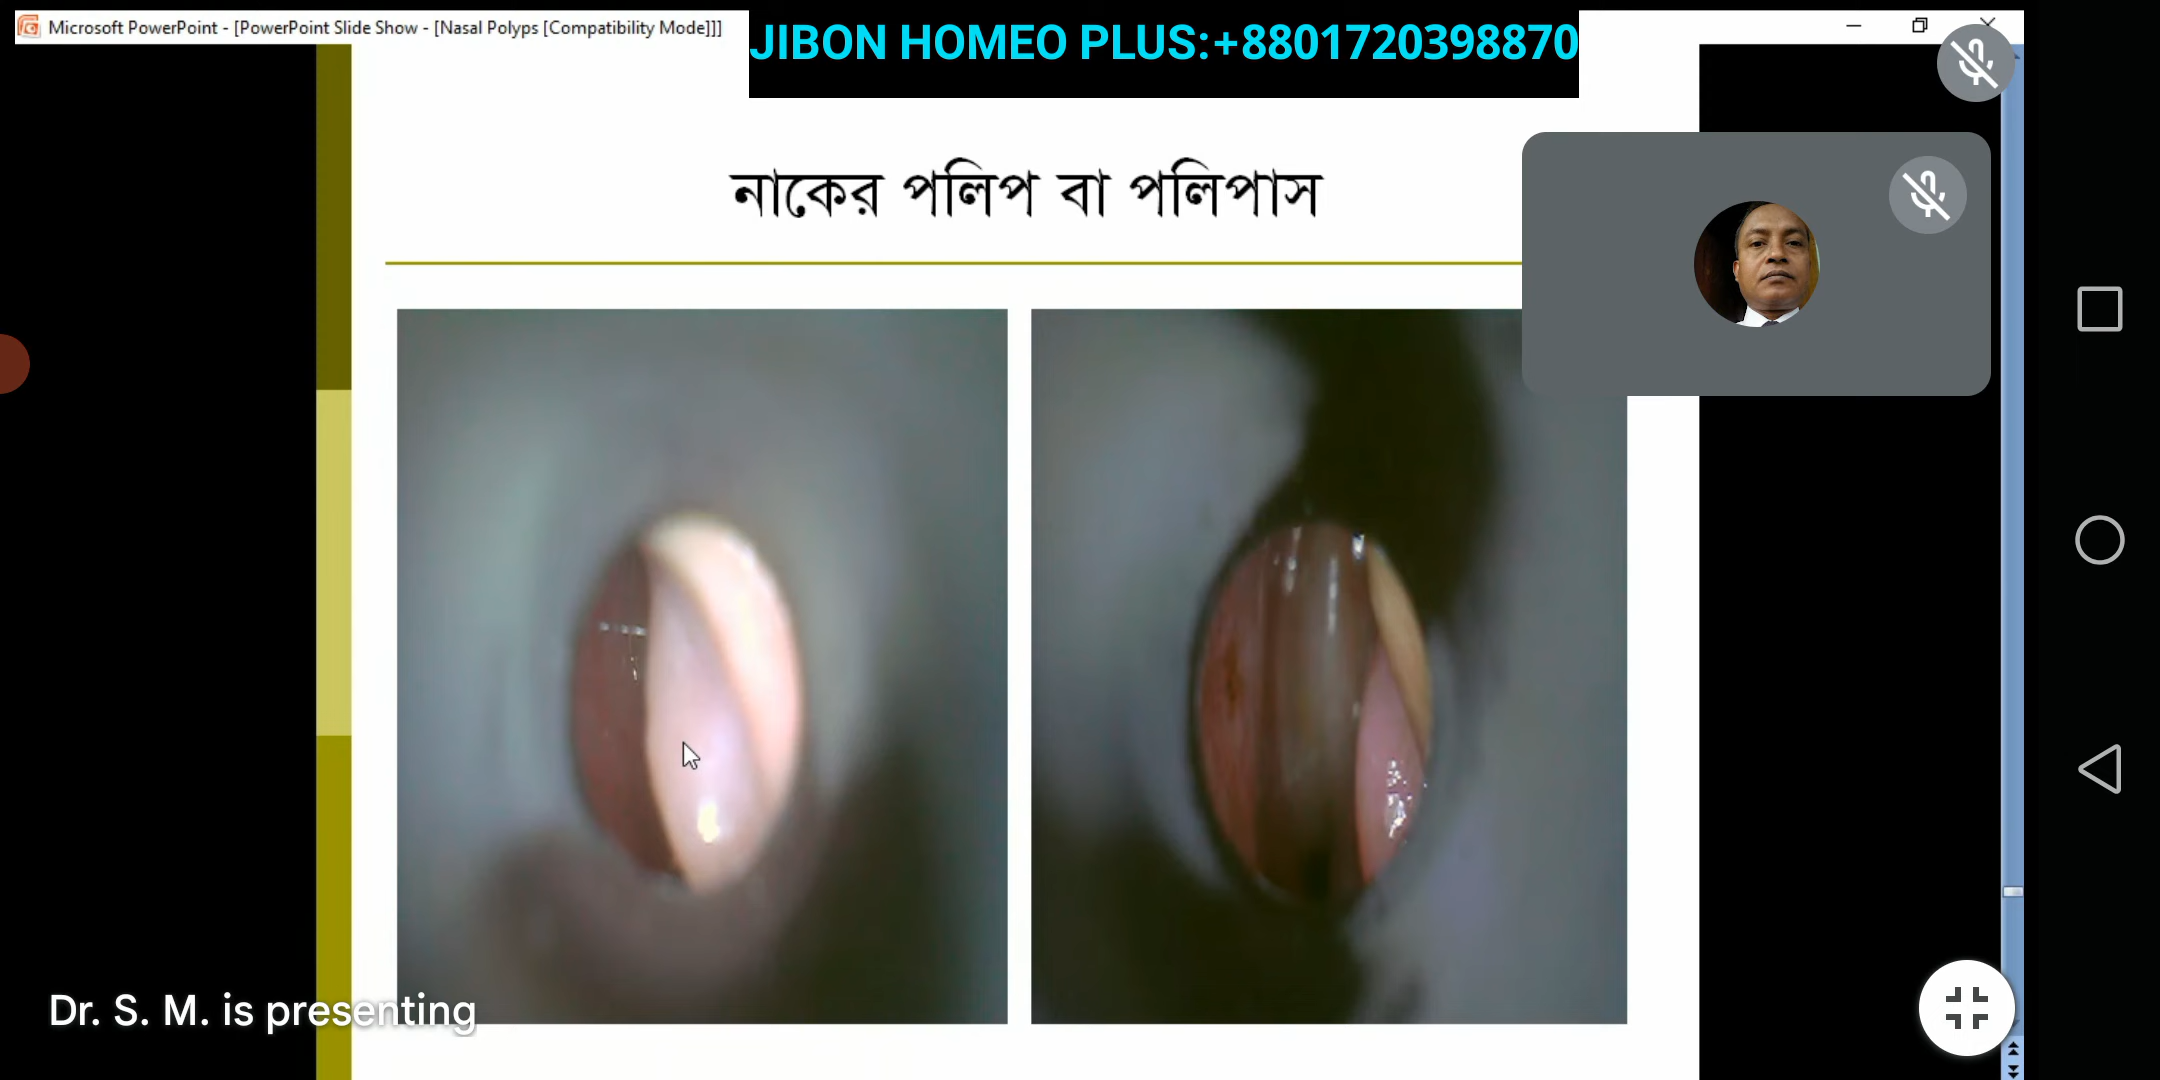 Microsoft PowerPoint - [PowerPoint Slide Show - [Nasal Polyps [Compatibility Mode]]]
JIBON HOMEO PLUS:+8801720398870
নাকের পলিপ বা পলিপাস
Dr. S. M. is presenting